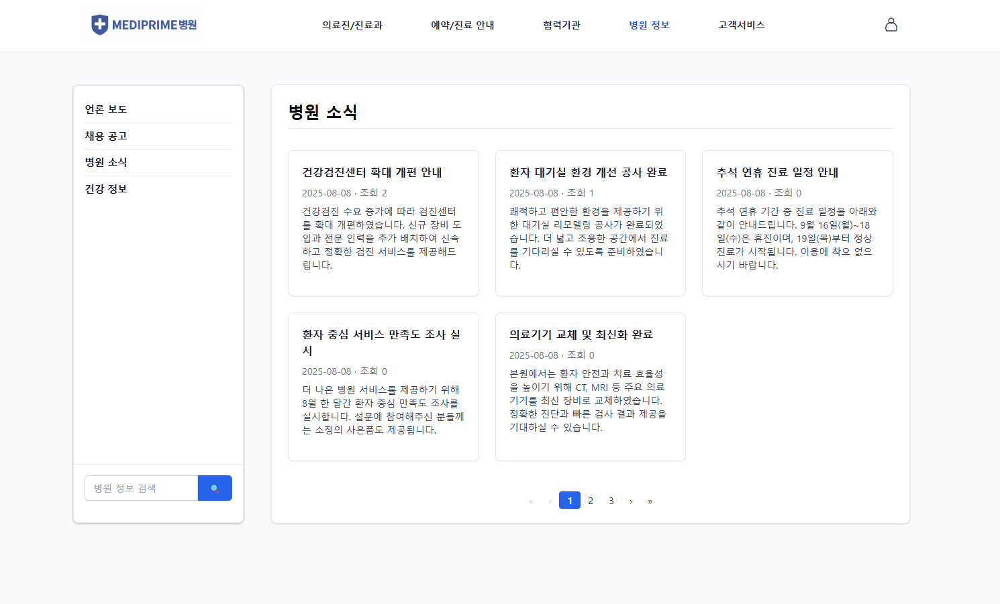 MEDIPRIME병원
의료진/진료과
예약/진료 안내
협력기관
병원 정보
고객서비스
언론 보도
채용 공고
병원 소식
건강 정보
병원 정보 검색
병원 소식
건강검진센터 확대 개편 안내
2025-08-08 · 조회 2
건강검진 수요 증가에 따라 검진센터
를 확대 개편하였습니다. 신규 장비 도
입과 전문 인력을 추가 배치하여 신속
하고 정확한 검진 서비스를 제공해드
립니다.
환자 대기실 환경 개선 공사 완료
2025-08-08 · 조회 1
쾌적하고 편안한 환경을 제공하기 위
한 대기실 리모델링 공사가 완료되었
습니다. 더 넓고 조용한 공간에서 진료
를 기다리실 수 있도록 준비하였습니
다.
추석 연휴 진료 일정 안내
2025-08-08 · 조회 0
추석 연휴 기간 중 진료 일정을 아래와
같이 안내드립니다. 9월 16일(월)~18
일(수)은 휴진이며, 19일(목)부터 정상
진료가 시작됩니다. 이용에 착오 없으
시기 바랍니다.
환자 중심 서비스 만족도 조사 실
시
2025-08-08 · 조회 0
더 나은 병원 서비스를 제공하기 위해
8월 한 달간 환자 중심 만족도 조사를
실시합니다. 설문에 참여해주신 분들께
는 소정의 사은품도 제공됩니다.
의료기기 교체 및 최신화 완료
2025-08-08 · 조회 0
본원에서는 환자 안전과 치료 효율성
을 높이기 위해 CT, MRI 등 주요 의료
기기를 최신 장비로 교체하였습니다.
정확한 진단과 빠른 검사 결과 제공을
기대하실 수 있습니다.
« ‹ 1 2 3 › »